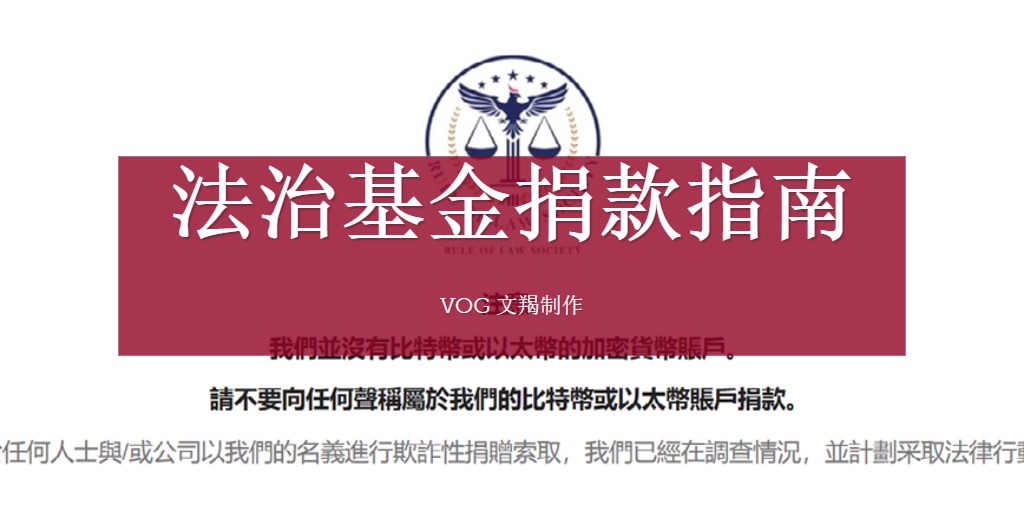 RULE OF LAW SOCIETY
法治基金捐款指南
VOG 文羯制作
我們並沒有比特幣或以太幣的加密貨幣賬戶。
請不要向任何聲稱屬於我們的比特幣或以太幣賬戶捐款。
任何人士與/或公司以我們的名義進行欺詐性捐贈索取，我們已經在調查情況，並計劃采取法律行動